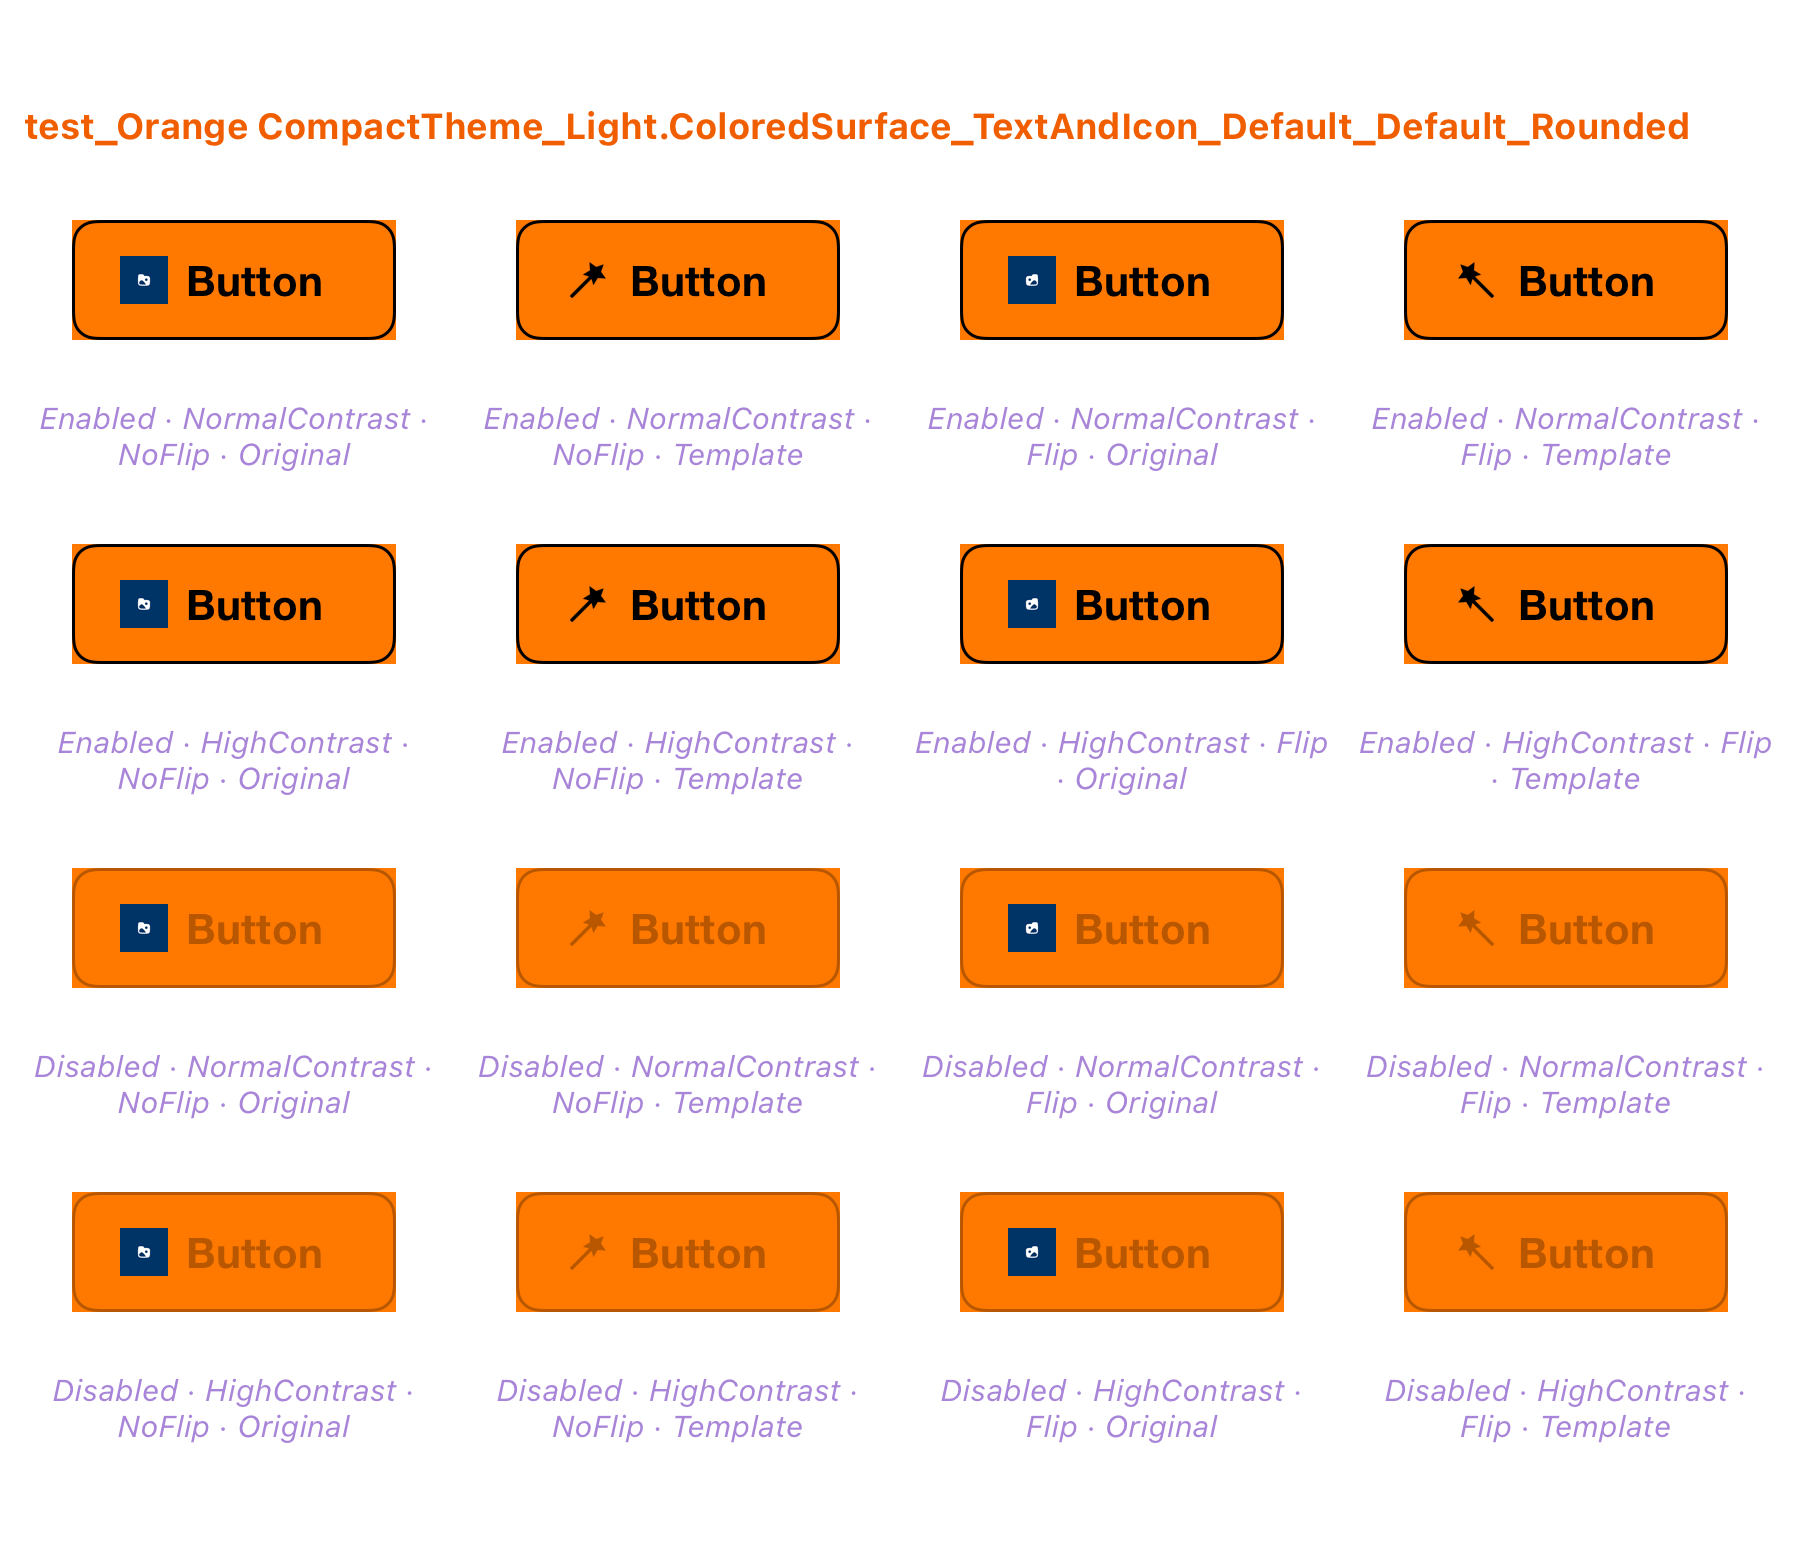 test_Orange CompactTheme_Light.ColoredSurface_TextAndIcon_Default_Default_Rounded
Button Button Button Button
Enabled · NormalContrast · Enabled · NormalContrast · Enabled · NormalContrast · Enabled · NormalContrast ·
NoFlip · Original NoFlip · Template Flip · Original Flip · Template
Button Button Button Button
Enabled · HighContrast · Enabled · HighContrast · Enabled · HighContrast · Flip Enabled · HighContrast · Flip
NoFlip · Original NoFlip · Template · Original · Template
Button Button Button Button
Disabled · NormalContrast · Disabled · NormalContrast · Disabled · NormalContrast · Disabled · NormalContrast ·
NoFlip · Original NoFlip · Template Flip · Original Flip · Template
Button Button Button Button
Disabled · HighContrast · Disabled · HighContrast · Disabled · HighContrast · Disabled · HighContrast ·
NoFlip · Original NoFlip · Template Flip · Original Flip · Template